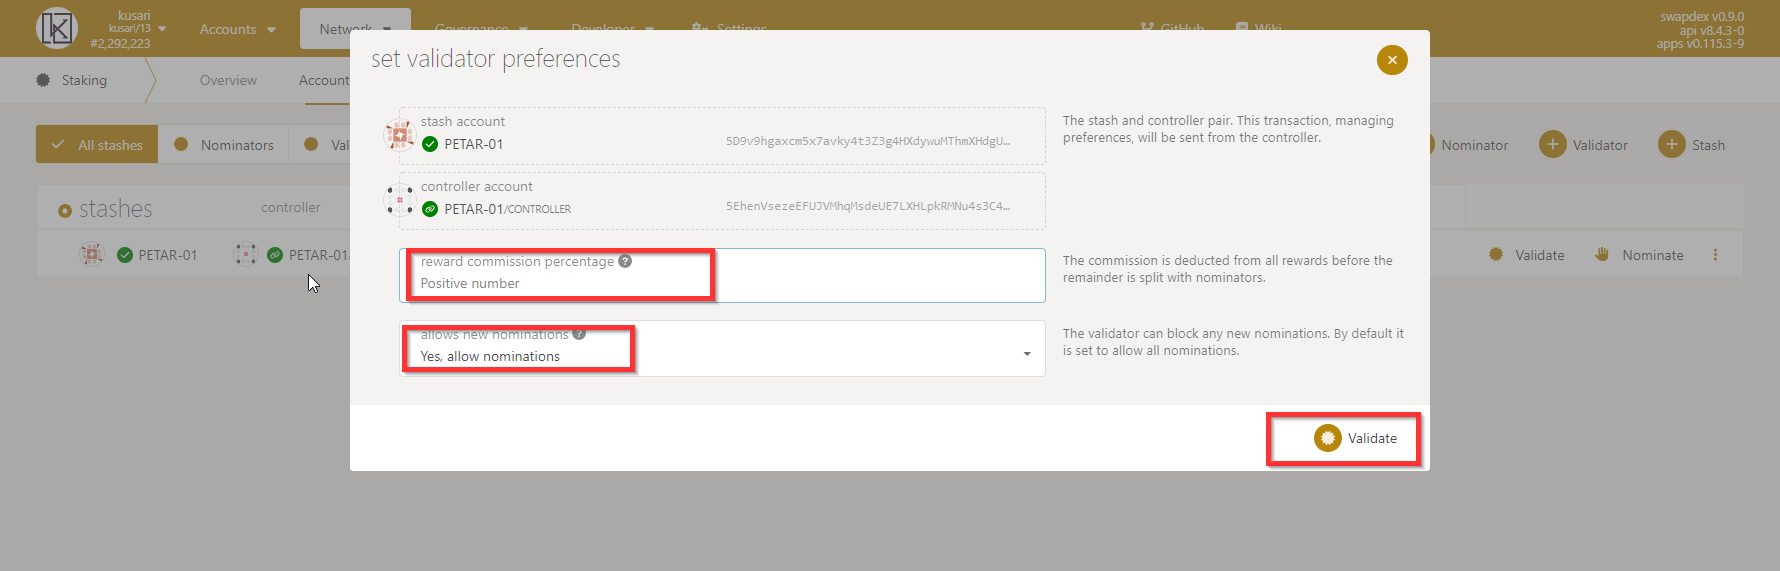 kusari
kusari/13
#2,292,223
Accounts
Network
Governance
Developer
Settings
GitHub
Wiki
swapdex v0.9.0
api v8.4.3-0
apps v0.115.3-9
Staking
Overview
Account
set validator preferences
stash account
PETAR-01
5D9v9hgaxcm5x7avky4t3Z3g4HXdywuMThmXHdgU…
The stash and controller pair. This transaction, managing
preferences, will be sent from the controller.
controller account
PETAR-01/CONTROLLER
5EhenVsezeEFUJVMhqMsdeUE7LXHLpkRMNu4s3C4…
reward commission percentage
Positive number
The commission is deducted from all rewards before the
remainder is split with nominators.
allows new nominations
Yes, allow nominations
The validator can block any new nominations. By default it
is set to allow all nominations.
Validate
All stashes
Nominators
Val
Nominator
Validator
Stash
stashes
controller
PETAR-01
PETAR-01
Validate
Nominate